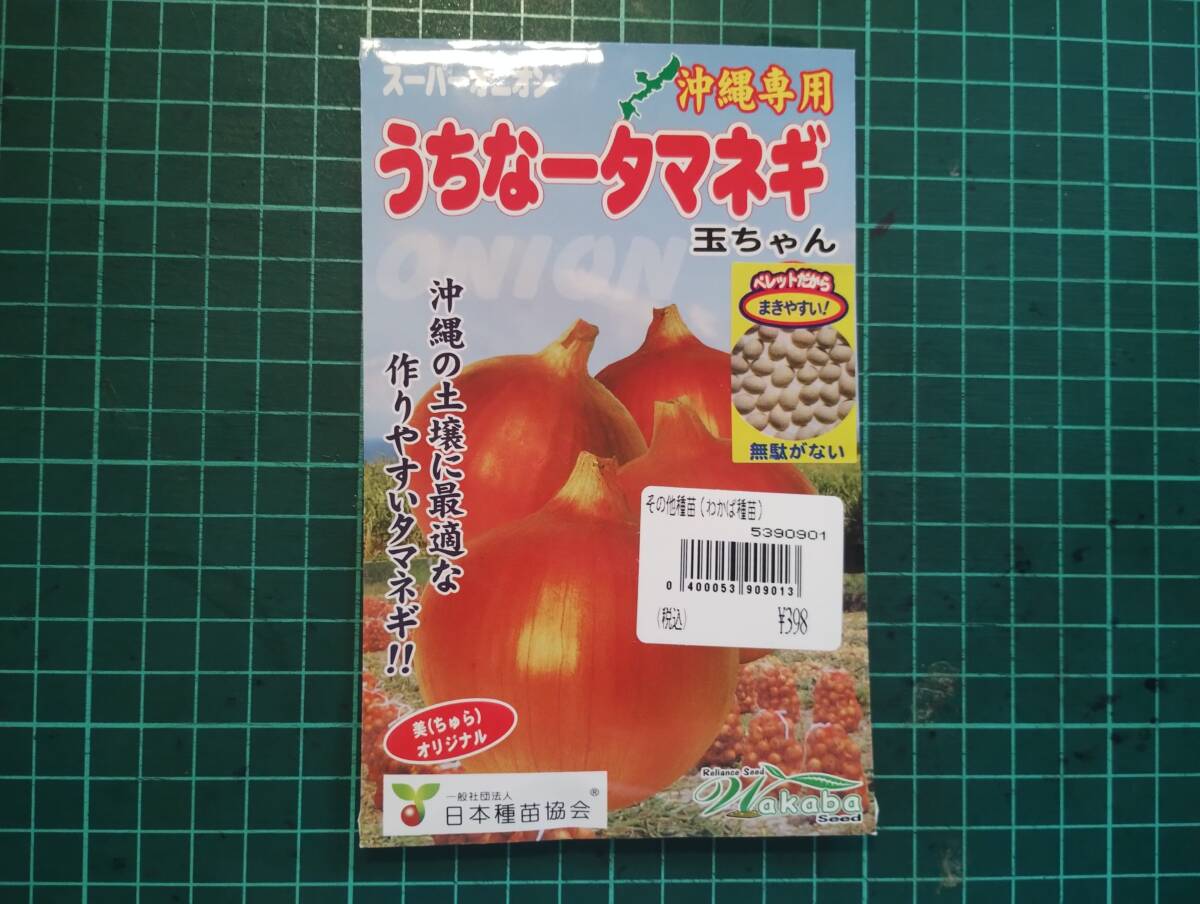 スーパーオニオン
沖縄専用
うちなータマネギ
玉ちゃん
ONION
ペレットだから
まきやすい!
無駄がない
沖縄の土壌に最適な
作りやすいタマネギ!!
その他種苗(わかば種苗)
5390901
0 400053 909013
(税込) ¥398
美(ちゅら)
オリジナル
一般社団法人
日本種苗協会®
Reliance Seed
Wakaba
Seed